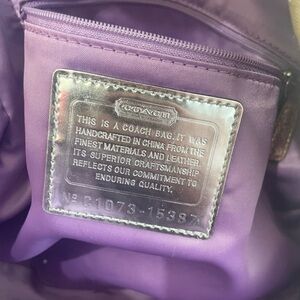 COACH
THIS IS A COACH BAG. IT WAS
HANDCRAFTED IN CHINA FROM THE
FINEST MATERIALS AND LEATHER.
ITS SUPERIOR CRAFTSMANSHIP
REFLECTS OUR COMMITMENT TO
ENDURING QUALITY.
Nº C1073-15387